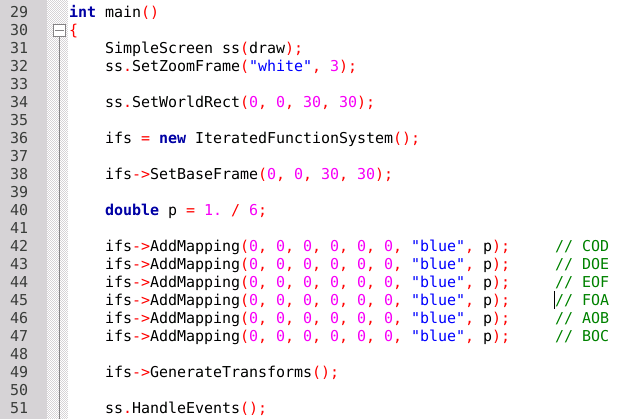 29 int main()
30 {
31 SimpleScreen ss(draw);
32 ss.SetZoomFrame("white", 3);
33
34 ss.SetWorldRect(0, 0, 30, 30);
35
36 ifs = new IteratedFunctionSystem();
37
38 ifs->SetBaseFrame(0, 0, 30, 30);
39
40 double p = 1. / 6;
41
42 ifs->AddMapping(0, 0, 0, 0, 0, 0, "blue", p); // COD
43 ifs->AddMapping(0, 0, 0, 0, 0, 0, "blue", p); // DOE
44 ifs->AddMapping(0, 0, 0, 0, 0, 0, "blue", p); // EOF
45 ifs->AddMapping(0, 0, 0, 0, 0, 0, "blue", p); // FOA
46 ifs->AddMapping(0, 0, 0, 0, 0, 0, "blue", p); // AOB
47 ifs->AddMapping(0, 0, 0, 0, 0, 0, "blue", p); // BOC
48
49 ifs->GenerateTransforms();
50
51 ss.HandleEvents();